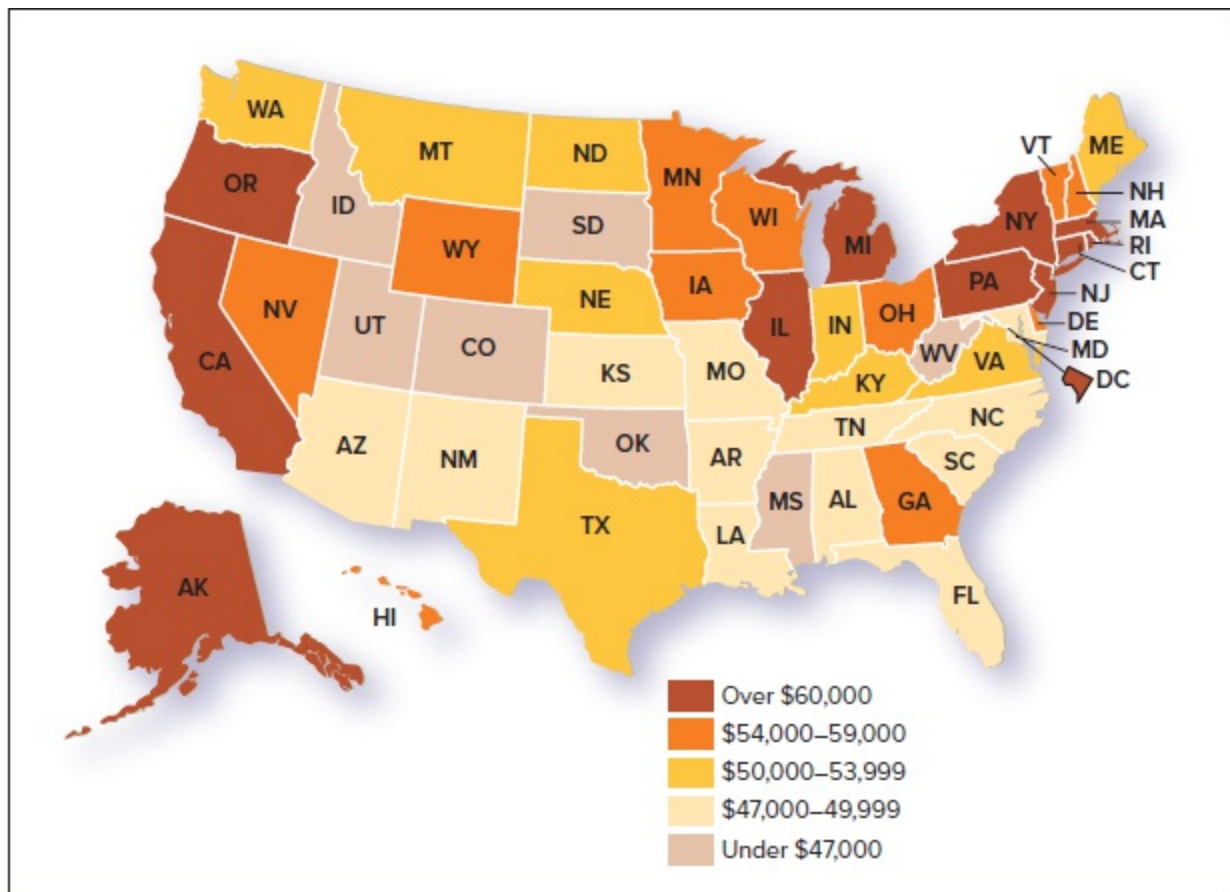 WA
MT
ND
MN
VT
ME
OR
ID
WY
SD
WI
MI
NY
NH
MA
RI
CT
NV
UT
CO
NE
IA
IL
IN
OH
PA
NJ
DE
MD
DC
CA
AZ
NM
KS
MO
KY
WV
VA
OK
AR
TN
NC
SC
TX
LA
MS
AL
GA
FL
AK
HI
Over $60,000
$54,000–59,000
$50,000–53,999
$47,000–49,999
Under $47,000